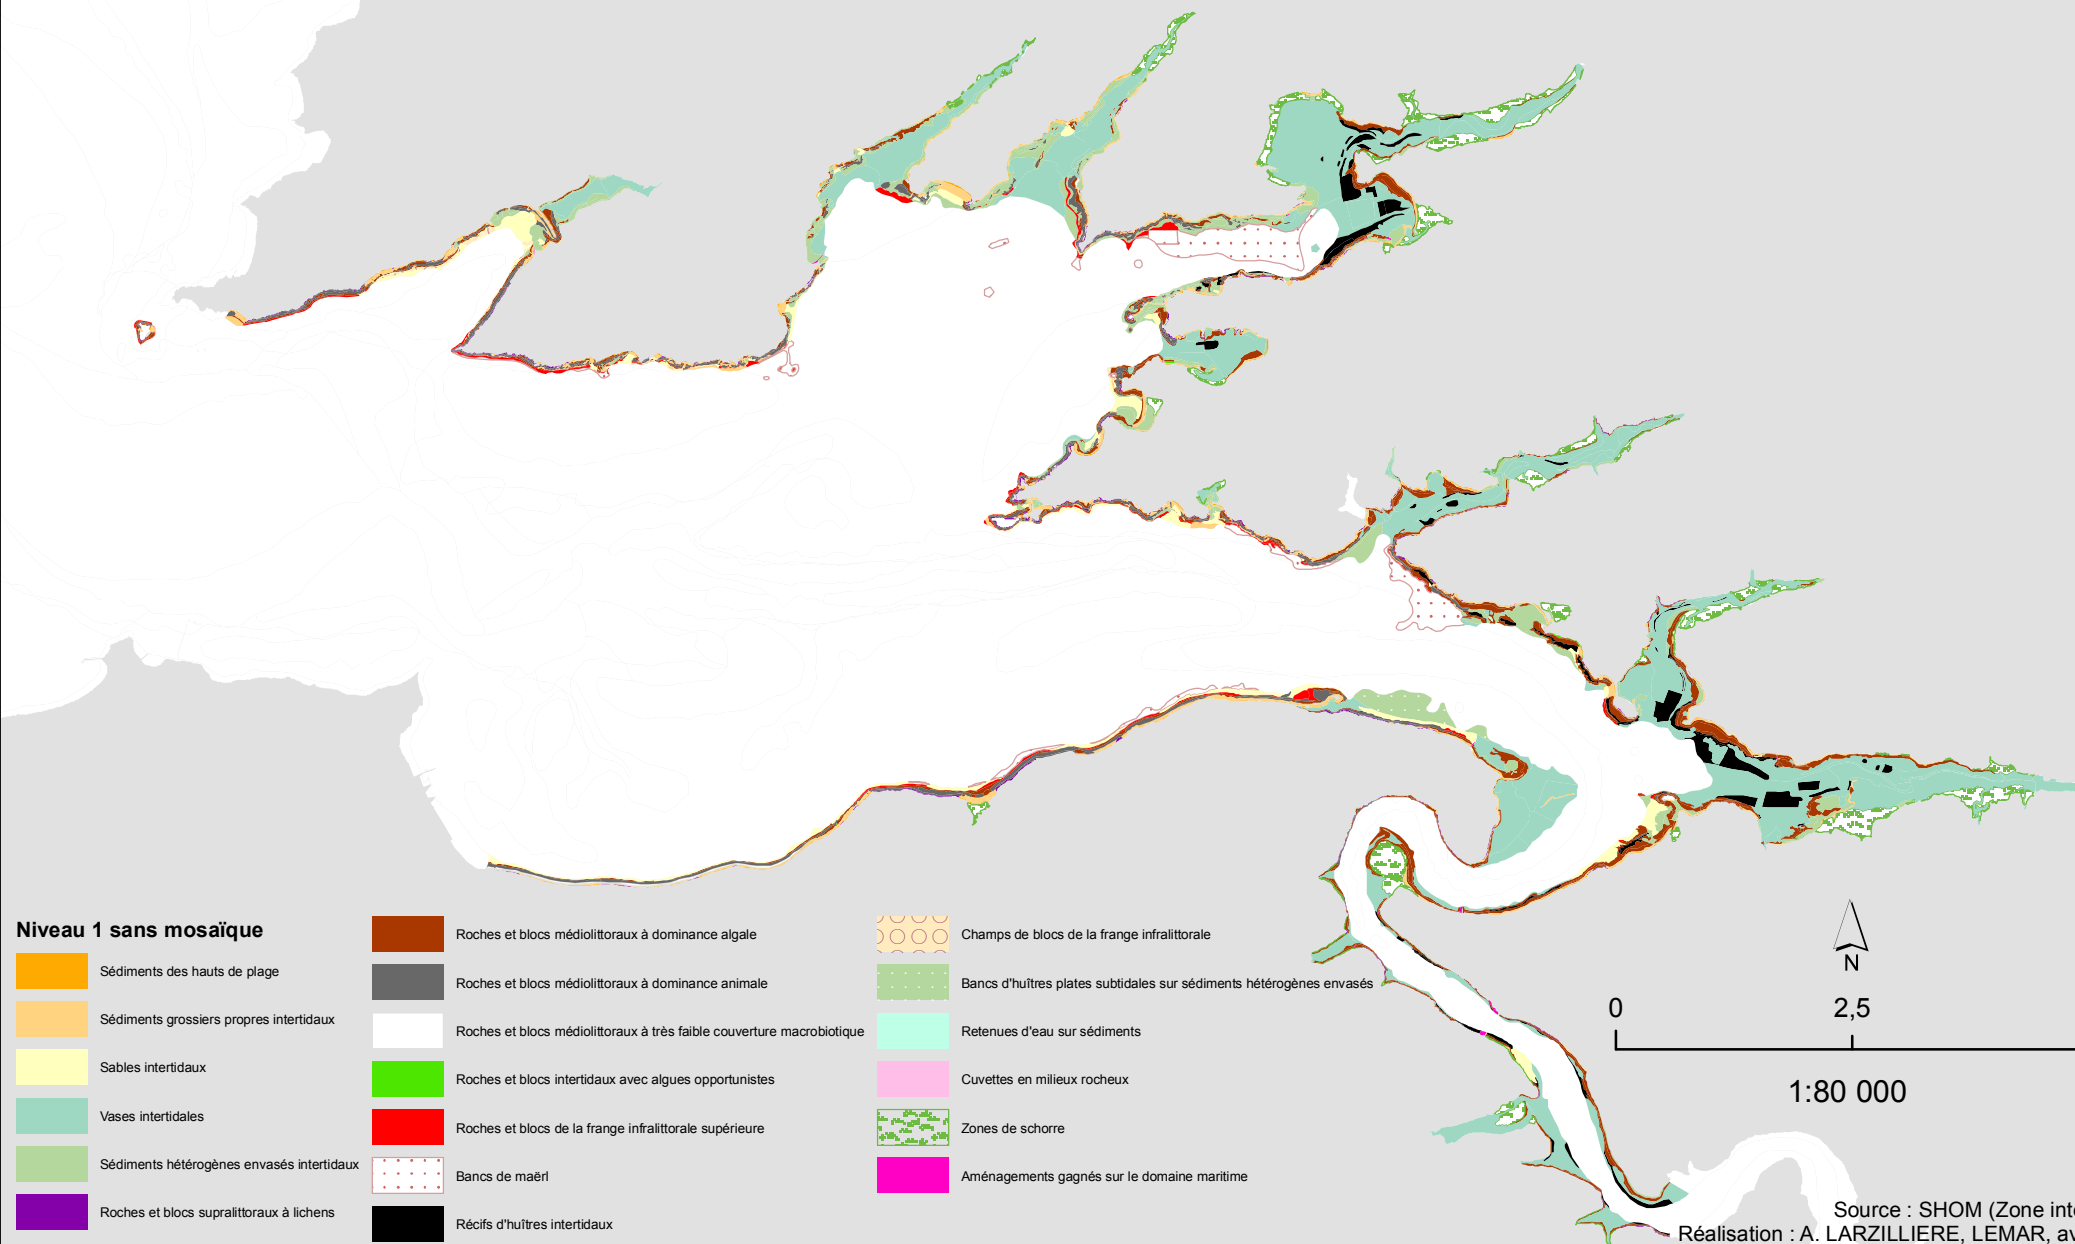 Niveau 1 sans mosaïque
Sédiments des hauts de plage
Sédiments grossiers propres intertidaux
Sables intertidaux
Vases intertidales
Sédiments hétérogènes envasés intertidaux
Roches et blocs supralittoraux à lichens
Roches et blocs médiolittoraux à dominance algale
Roches et blocs médiolittoraux à dominance animale
Roches et blocs médiolittoraux à très faible couverture macrobiotique
Roches et blocs intertidaux avec algues opportunistes
Roches et blocs de la frange infralittorale supérieure
Bancs de maërl
Récifs d'huîtres intertidaux
Champs de blocs de la frange infralittorale
Bancs d'huîtres plates subtidales sur sédiments hétérogènes envasés
Retenues d'eau sur sédiments
Cuvettes en milieux rocheux
Zones de schorre
Aménagements gagnés sur le domaine maritime
N
0 2,5
1:80 000
Source : SHOM (Zone inte
Réalisation : A. LARZILLIERE, LEMAR, av